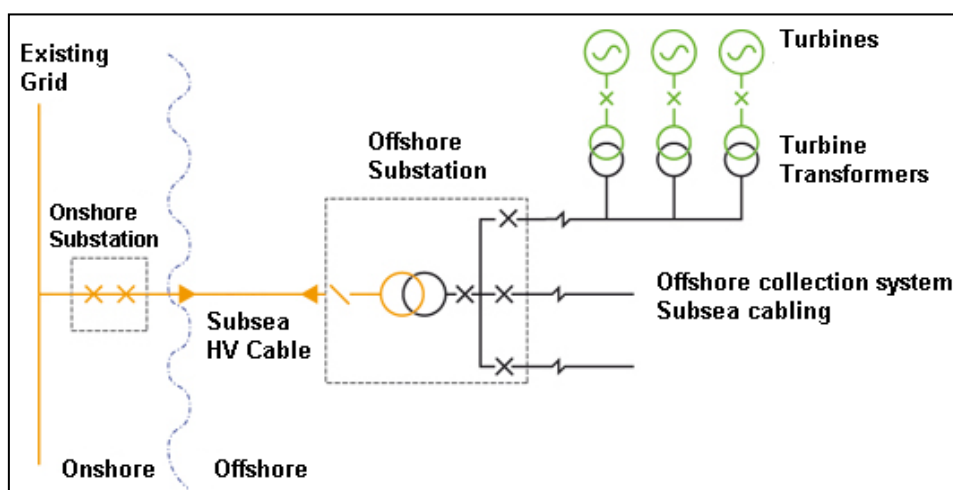 Existing
Grid
Turbines
Offshore
Substation
Turbine
Transformers
Onshore
Substation
Offshore collection system
Subsea cabling
Subsea
HV Cable
Onshore
Offshore